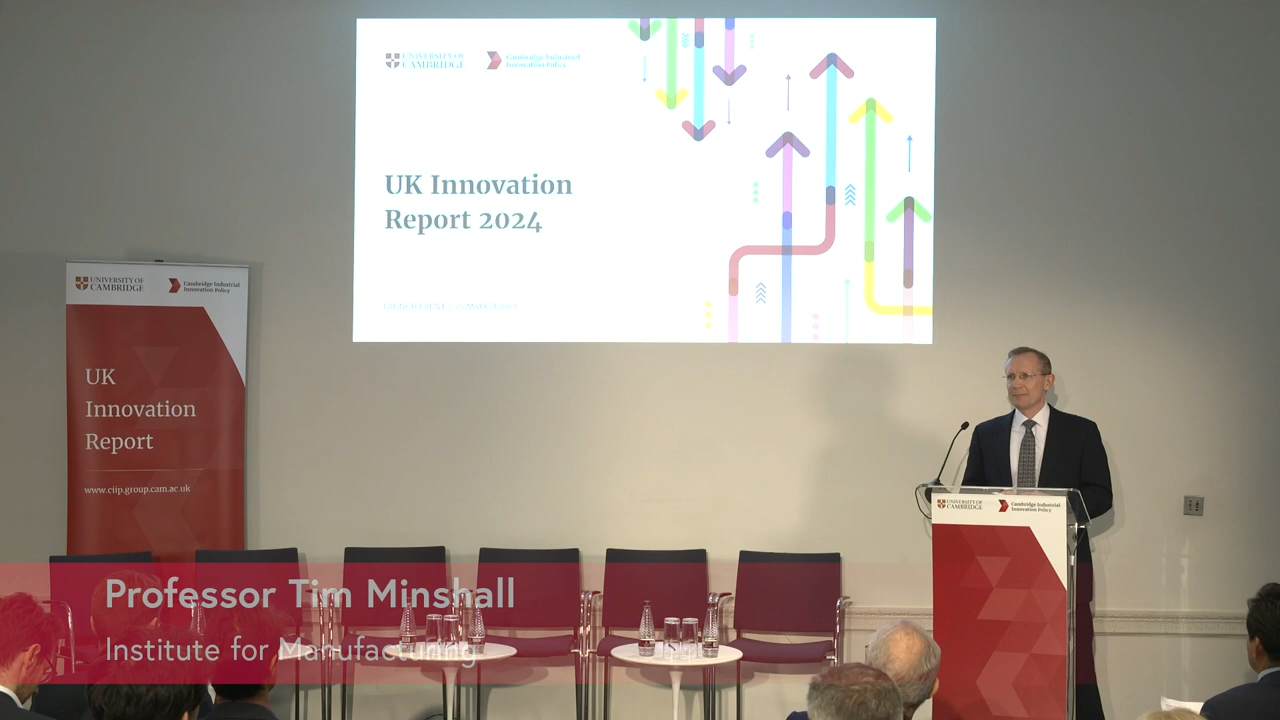 UNIVERSITY OF
CAMBRIDGE
Cambridge Industrial
Innovation Policy
UK Innovation
Report 2024
UNIVERSITY OF
CAMBRIDGE
Cambridge Industrial
Innovation Policy
UK
Innovation
Report
www.ciip.group.cam.ac.uk
UNIVERSITY OF
CAMBRIDGE
Cambridge Industrial
Innovation Policy
Professor Tim Minshall
Institute for Manufacturing